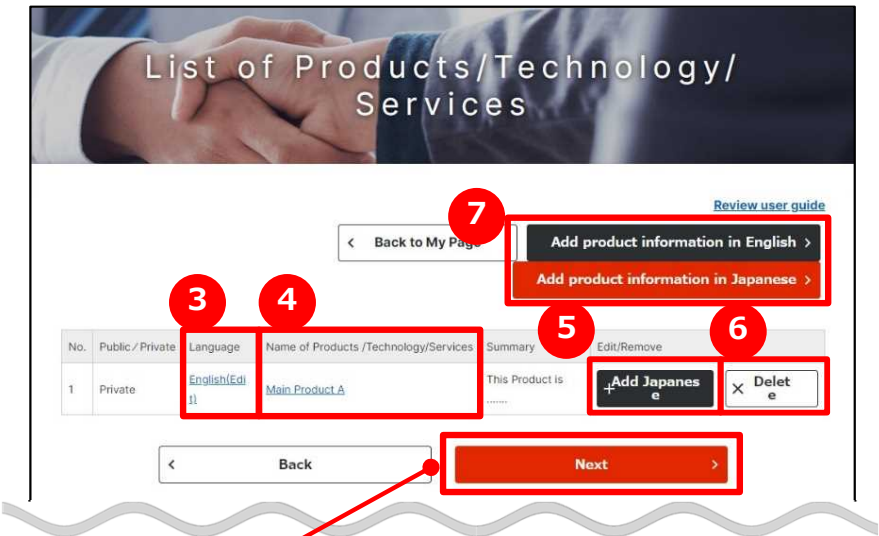 List of Products/Technology/
Services
Review user guide
7
< Back to My Page
Add product information in English >
Add product information in Japanese >
3
4
5
6
No. Public/Private Language Name of Products /Technology/Services Summary Edit/Remove
1 Private English(Edi
t) Main Product A This Product is
.......
+Add Japanes
e
× Delet
e
< Back
Next >